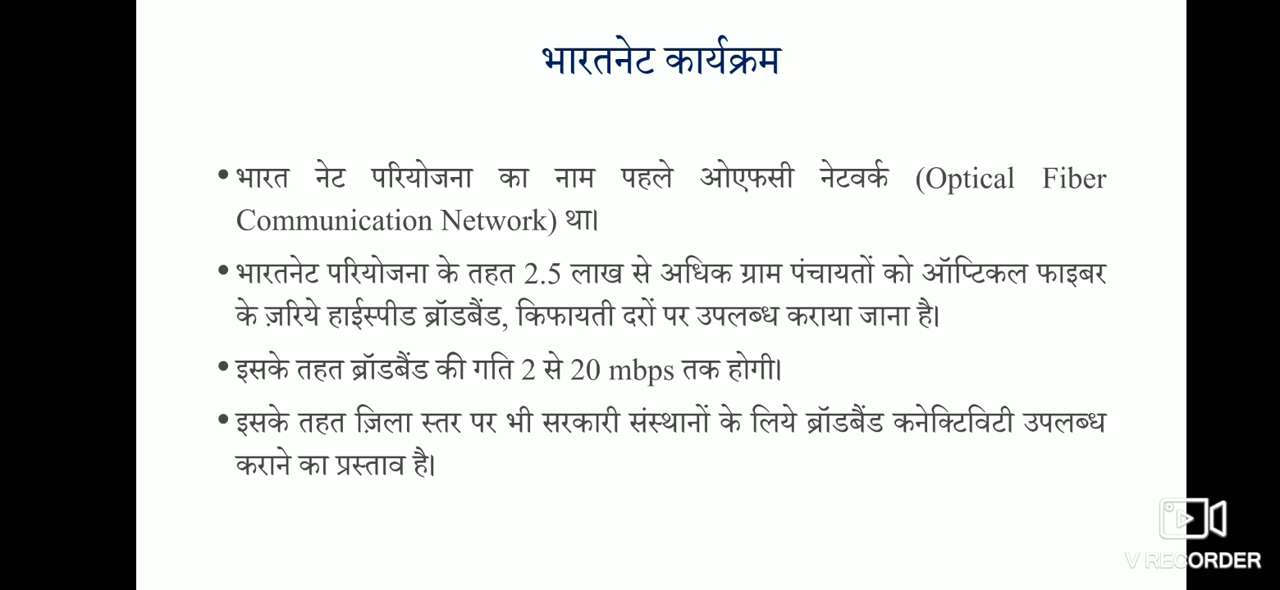 भारतनेट कार्यक्रम
• भारत नेट परियोजना का नाम पहले ओएफसी नेटवर्क (Optical Fiber
Communication Network) था।
• भारतनेट परियोजना के तहत 2.5 लाख से अधिक ग्राम पंचायतों को ऑप्टिकल फाइबर
के ज़रिये हाईस्पीड ब्रॉडबैंड, किफायती दरों पर उपलब्ध कराया जाना है।
• इसके तहत ब्रॉडबैंड की गति 2 से 20 mbps तक होगी।
• इसके तहत ज़िला स्तर पर भी सरकारी संस्थानों के लिये ब्रॉडबैंड कनेक्टिविटी उपलब्ध
कराने का प्रस्ताव है।
V RECORDER